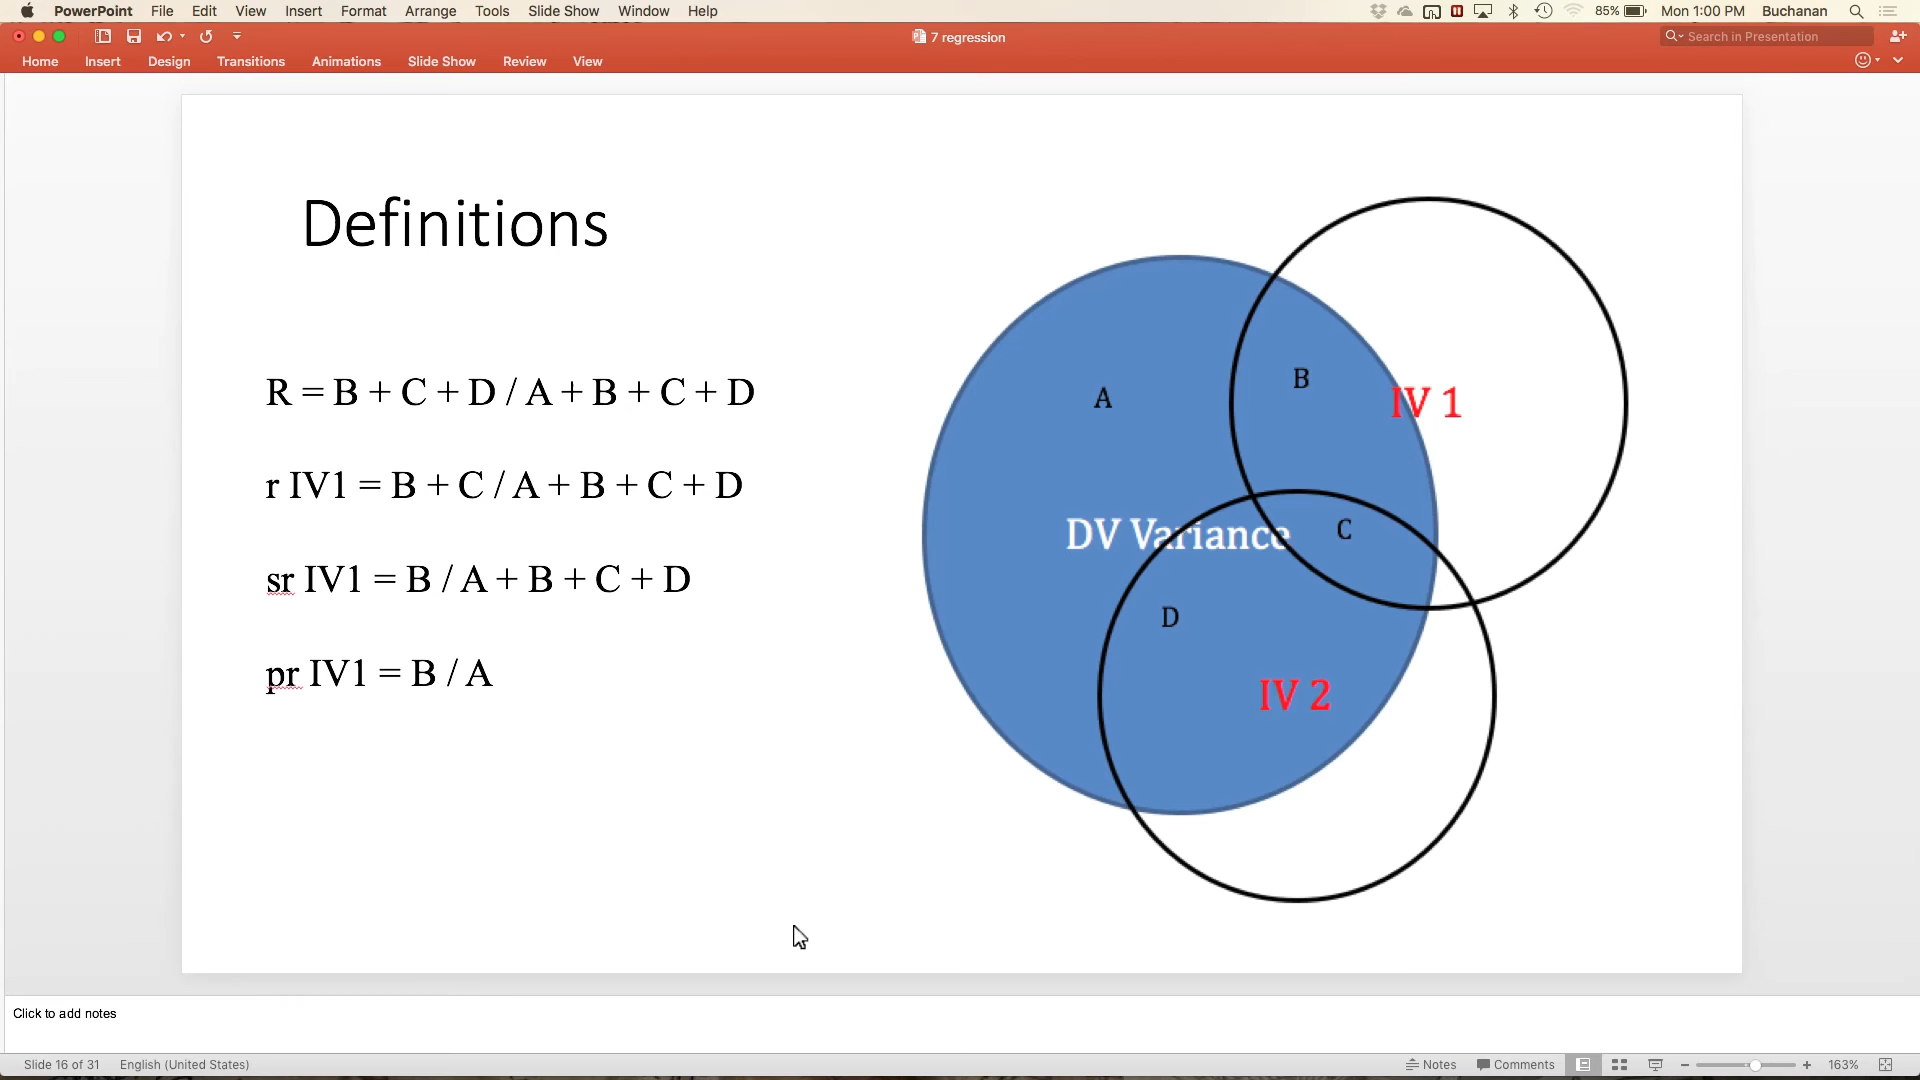 PowerPoint File Edit View Insert Format Arrange Tools Slide Show Window Help 85% Mon 1:00 PM Buchanan
7 regression Search in Presentation
Home Insert Design Transitions Animations Slide Show Review View
Definitions
R = B + C + D / A + B + C + D
r IV1 = B + C / A + B + C + D
sr IV1 = B / A + B + C + D
pr IV1 = B / A
A
B
IV 1
DV Variance
C
D
IV 2
Click to add notes
Slide 16 of 31 English (United States) Notes Comments 163%